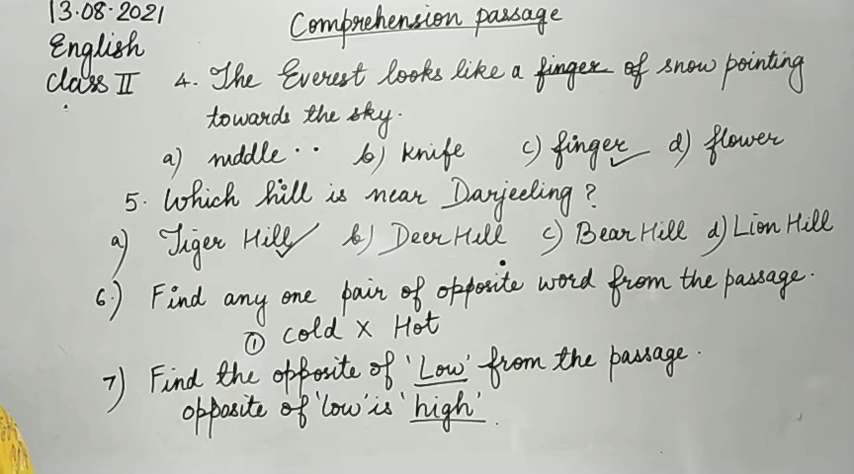 13.08.2021
Comprehension passage
English
Class II
4. The Everest looks like a finger of snow pointing
towards the sky.
a) niddle .. b) knife c) finger ✓ d) flower
5. Which hill is near Darjeeling?
a) Tiger Hill ✓ b) Deer Hill c) Bear Hill d) Lion Hill
6.) Find any one pair of opposite word from the passage.
① cold X Hot
7) Find the opposite of 'Low' from the passage.
opposite of 'low' is 'high'.